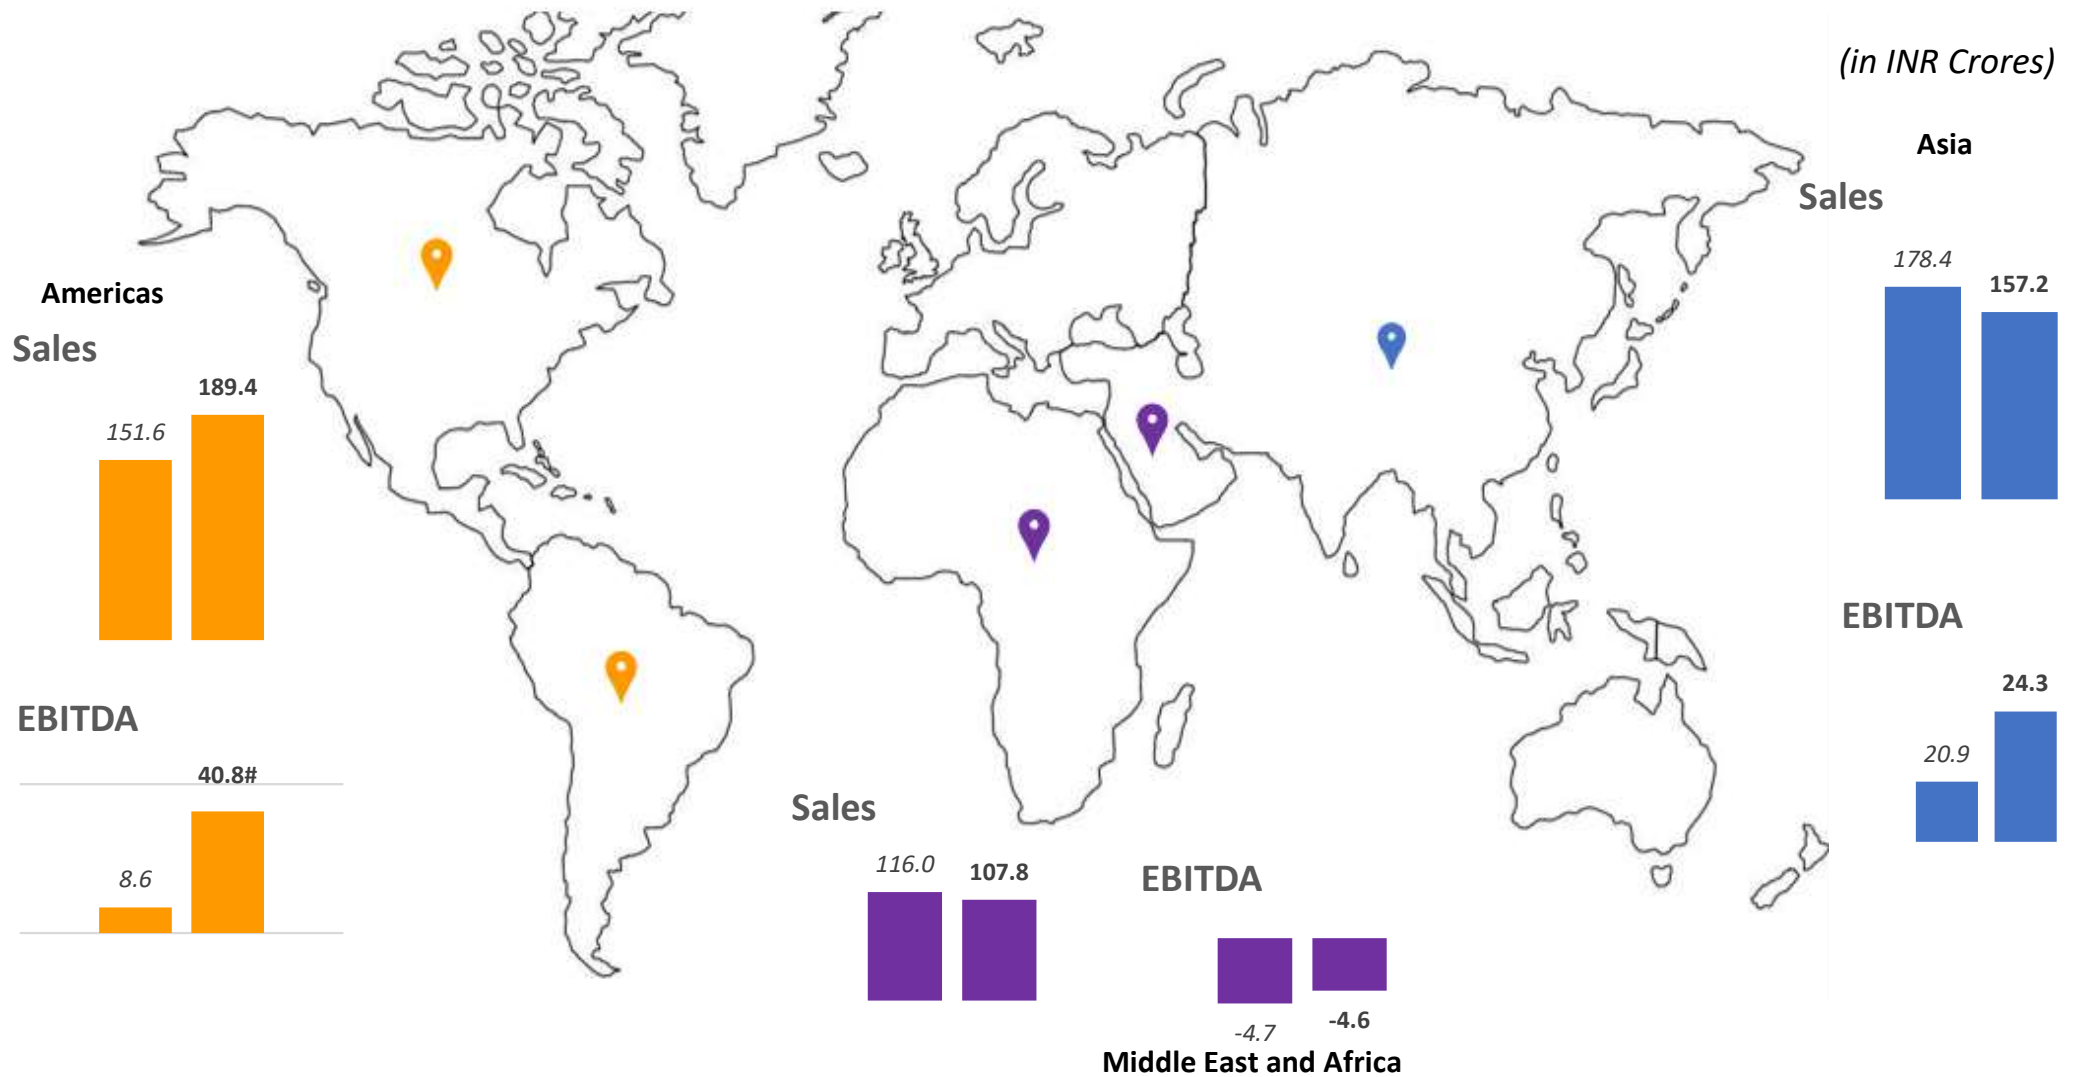 (in INR Crores)
Americas
Sales
151.6
189.4
EBITDA
8.6
40.8#
Sales
116.0
107.8
EBITDA
-4.7
-4.6
Middle East and Africa
Asia
Sales
178.4
157.2
EBITDA
20.9
24.3